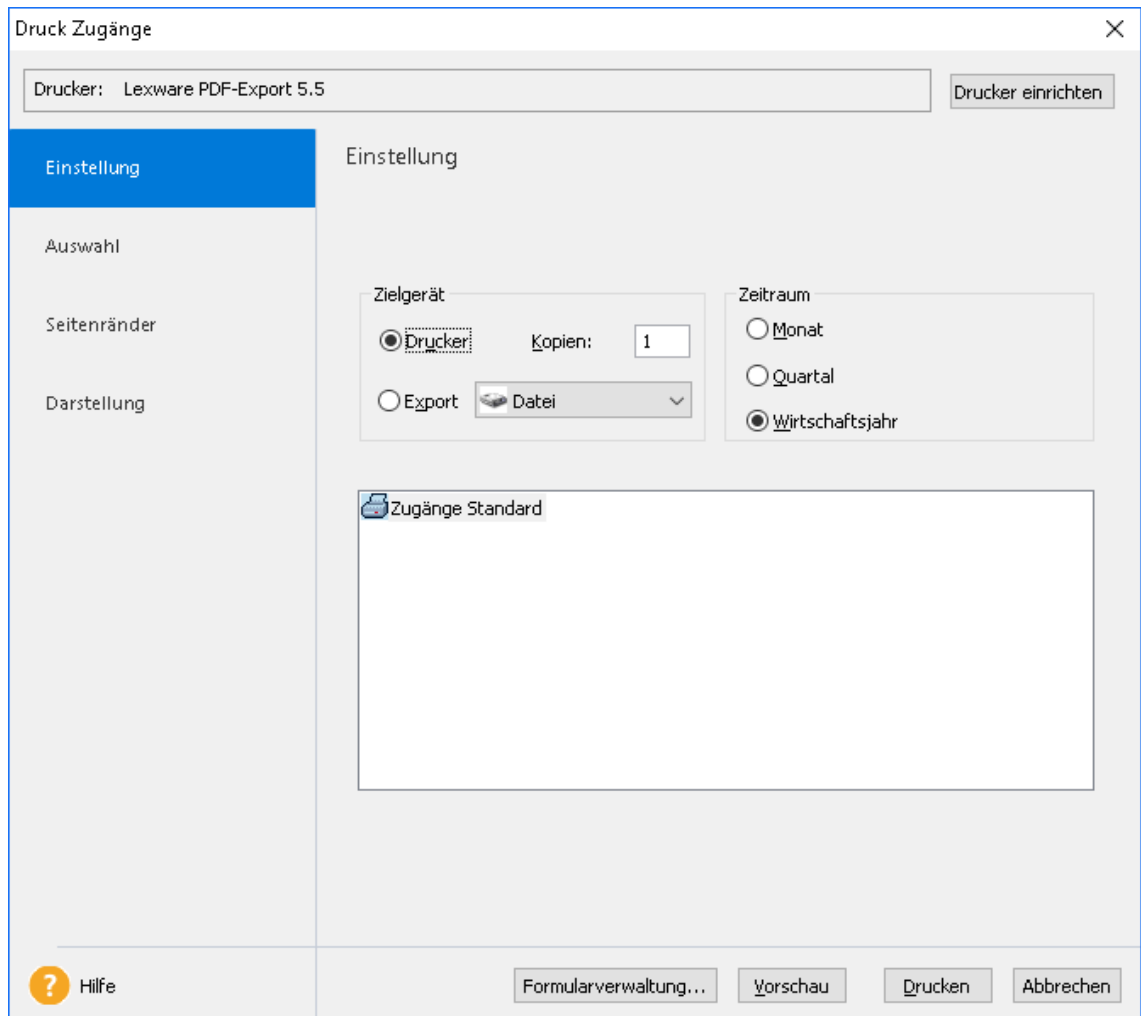 Druck Zugänge
Drucker: Lexware PDF-Export 5.5
Drucker einrichten
Einstellung
Auswahl
Seitenränder
Darstellung
Einstellung
Zielgerät
Drucker Kopien: 1
Export Datei
Zeitraum
Monat
Quartal
Wirtschaftsjahr
Zugänge Standard
? Hilfe
Formularverwaltung...
Vorschau
Drucken
Abbrechen